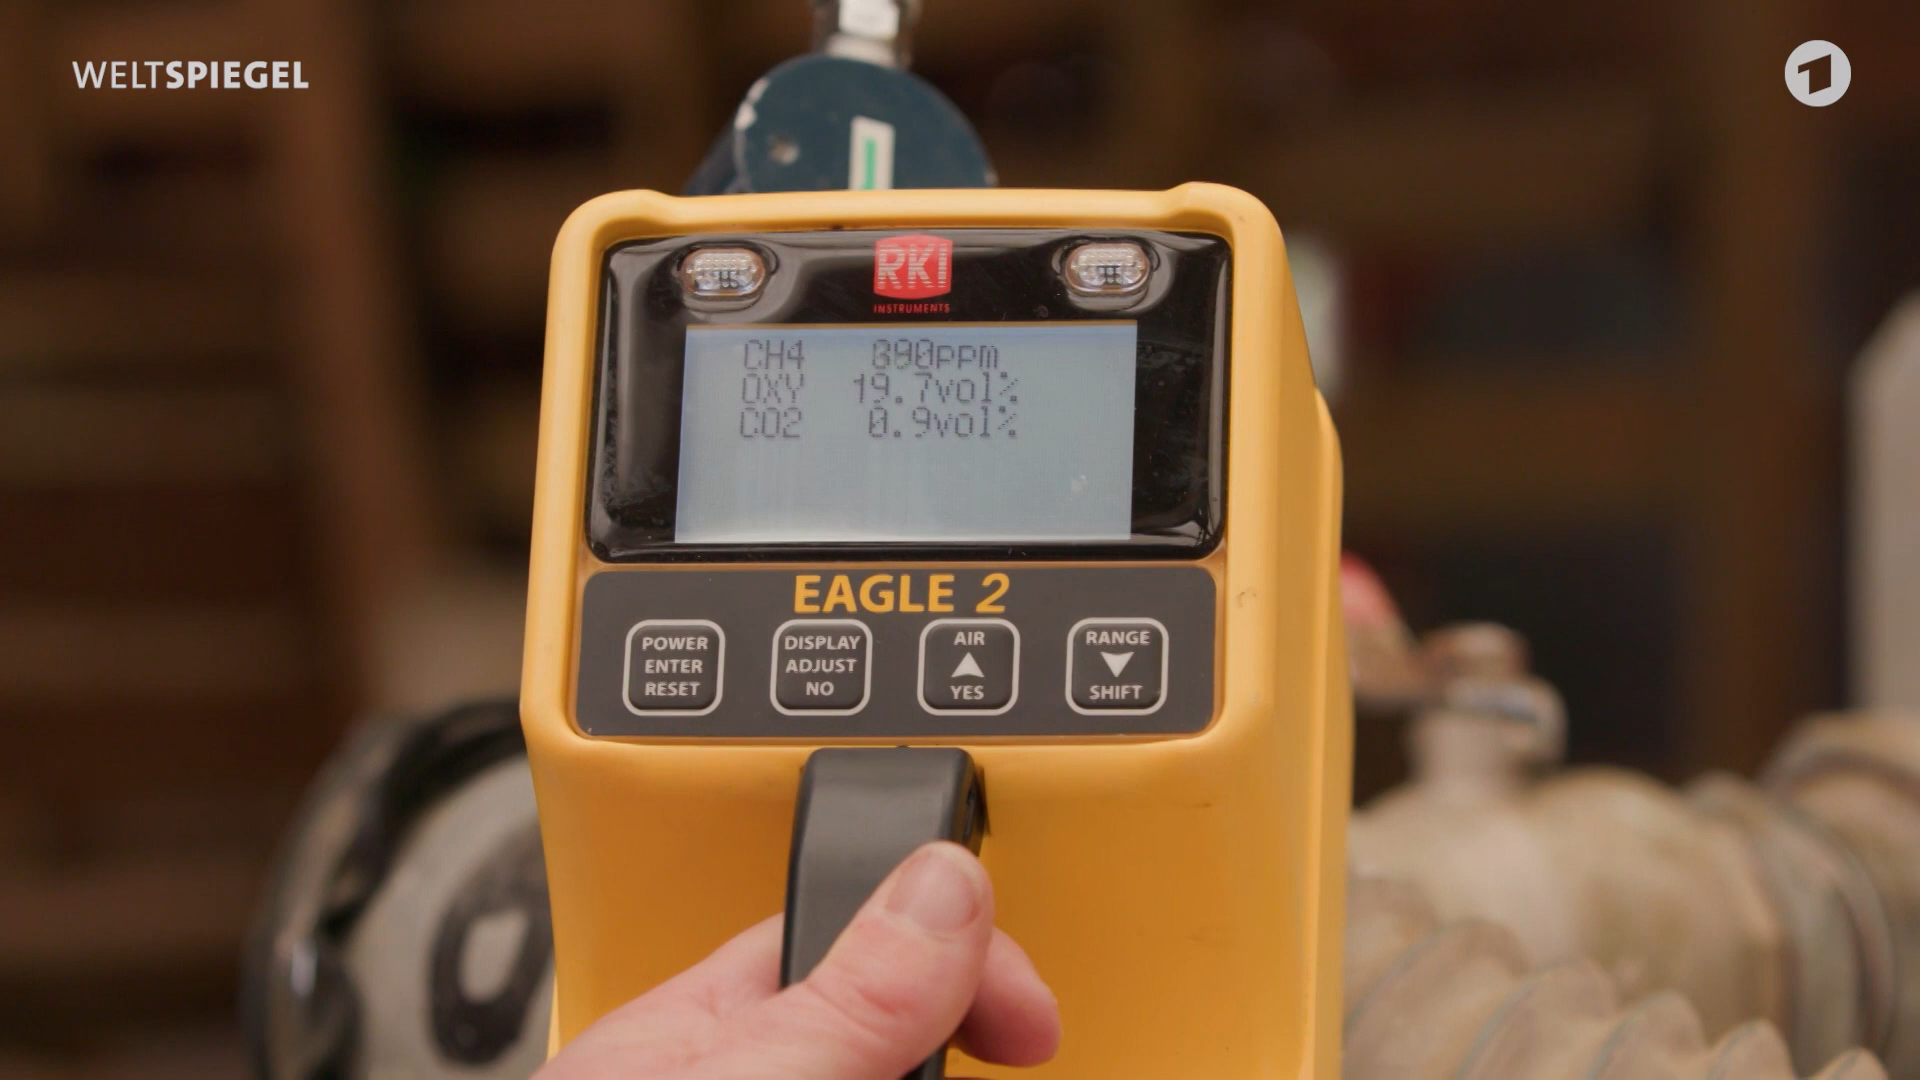 WELTSPIEGEL
RKI
INSTRUMENTS
CH4 890ppm
OXY 19.7vol%
CO2 0.9vol%
EAGLE 2
POWER
ENTER
RESET
DISPLAY
ADJUST
NO
AIR
YES
RANGE
SHIFT